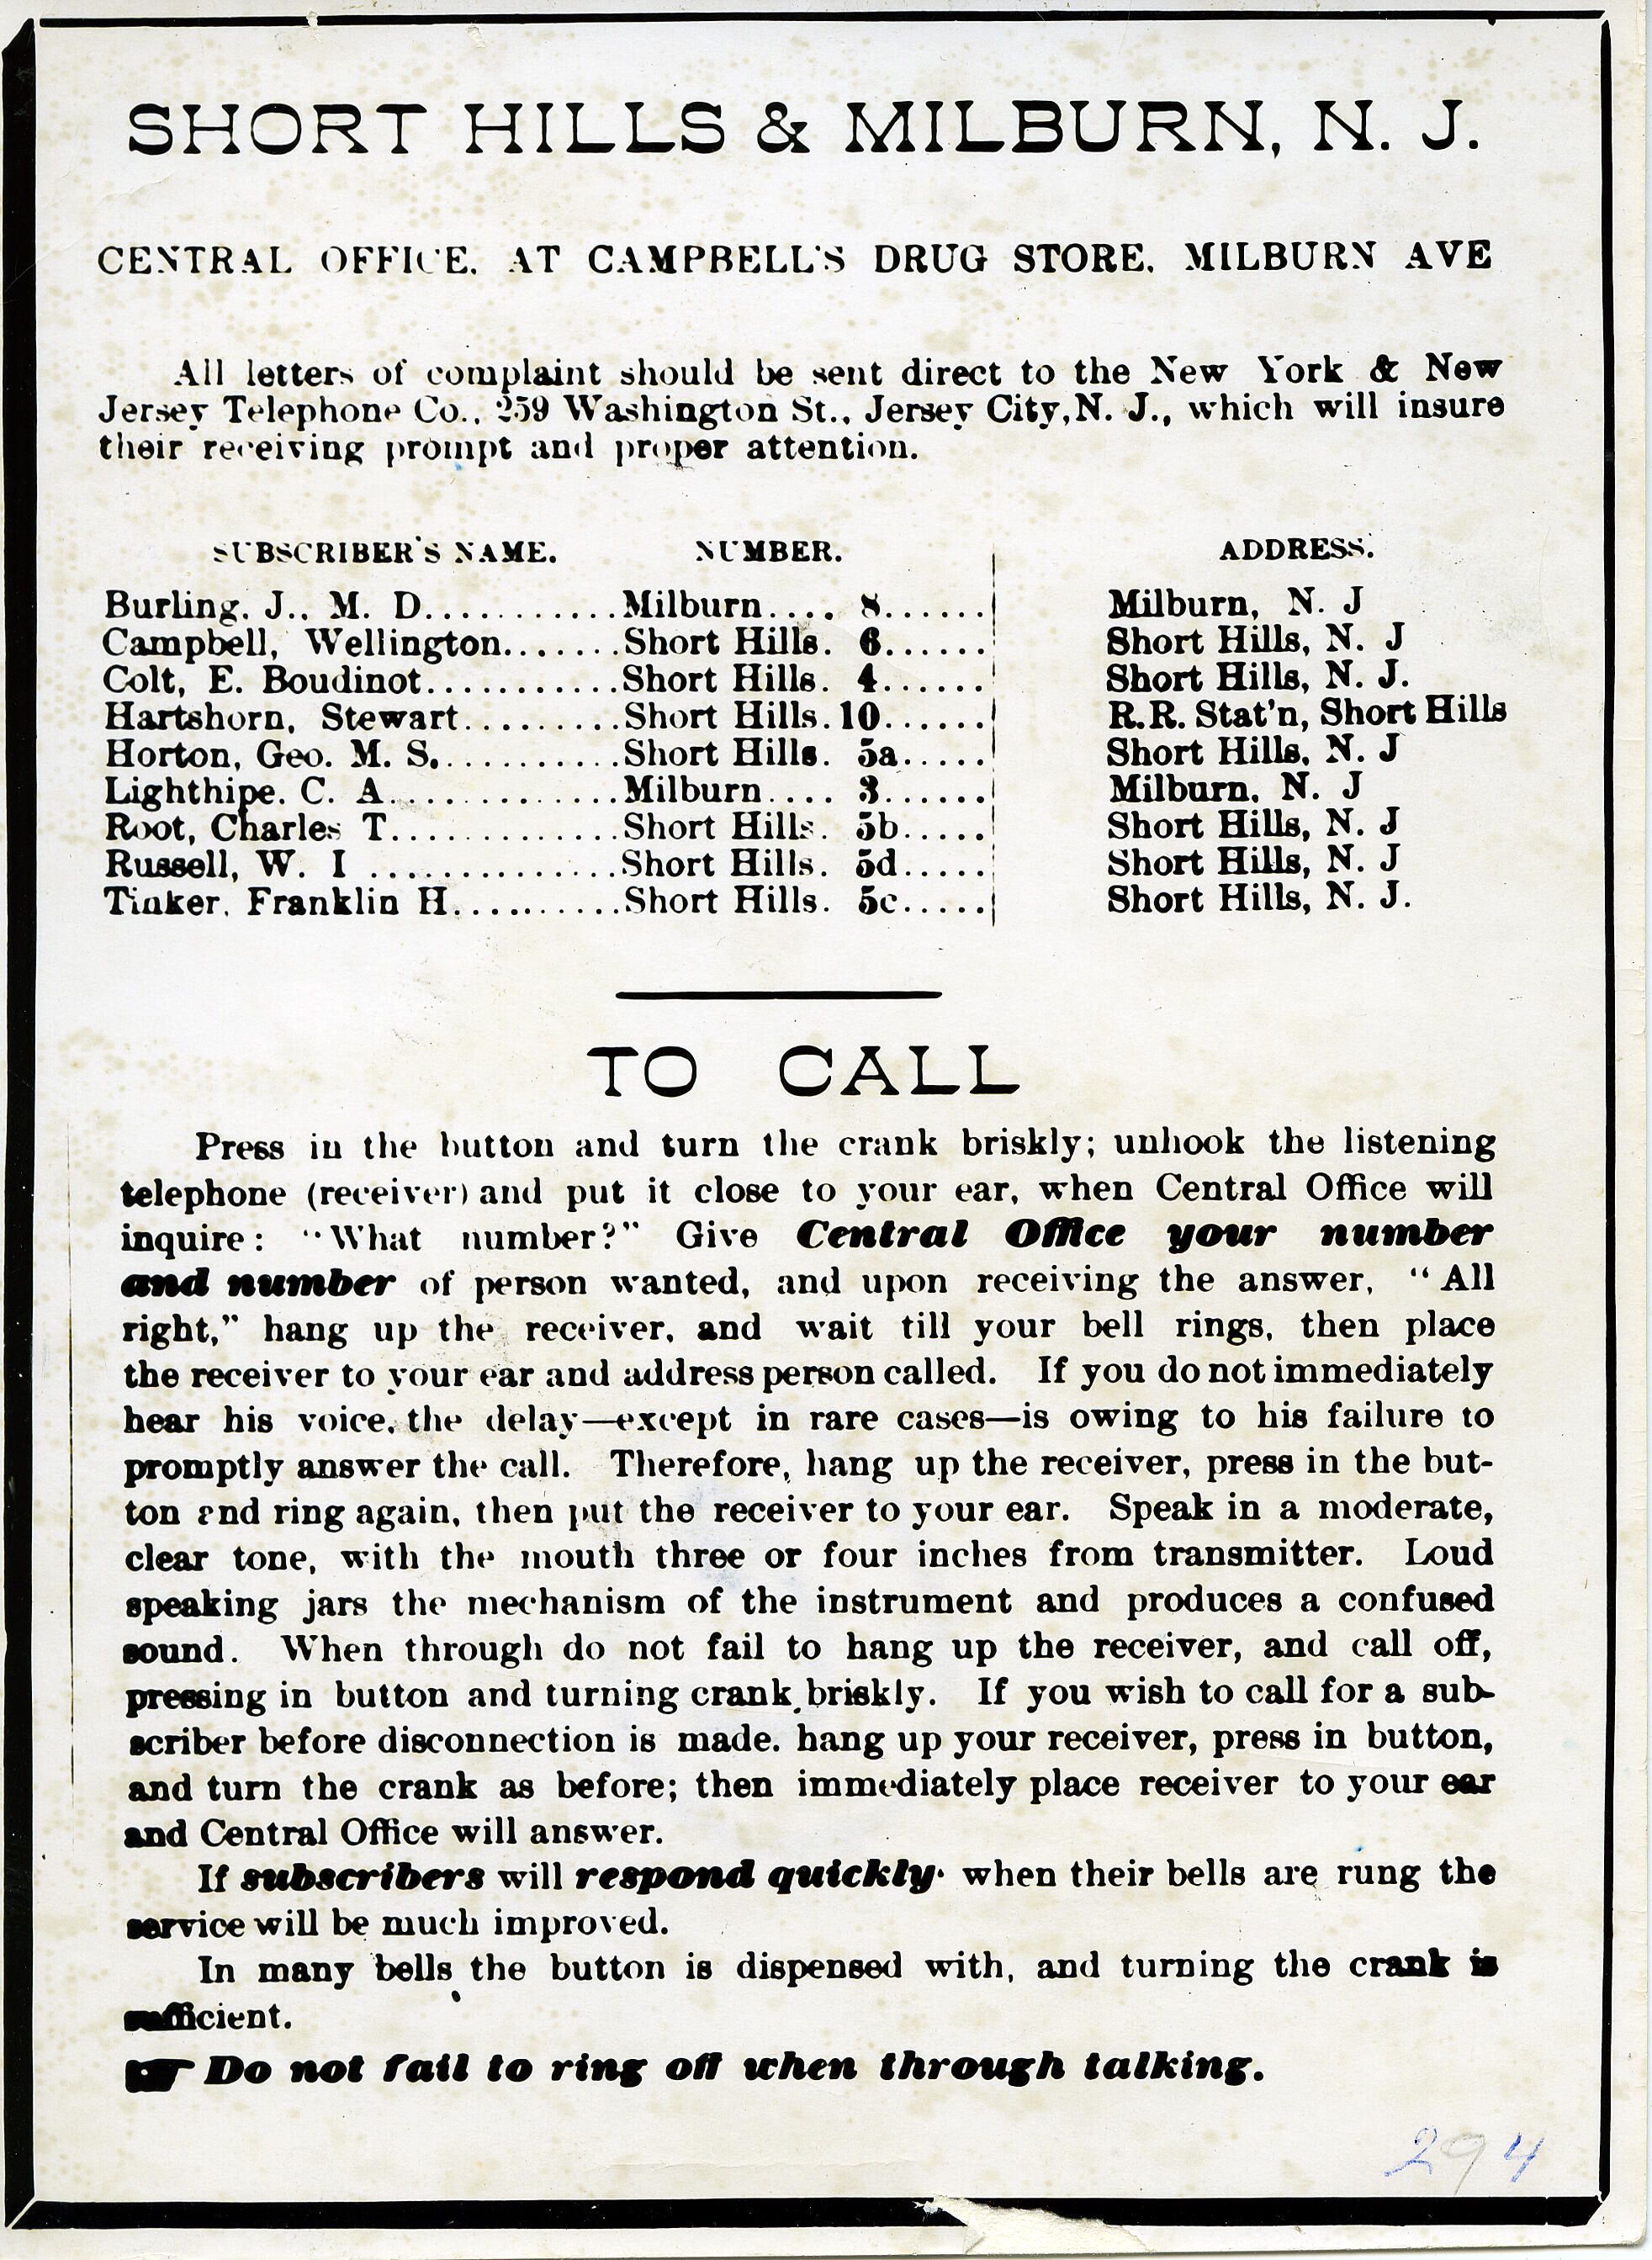 SHORT HILLS & MILBURN, N. J.
CENTRAL OFFICE, AT CAMPBELL'S DRUG STORE, MILBURN AVE
All letters of complaint should be sent direct to the New York & New
Jersey Telephone Co., 259 Washington St., Jersey City, N. J., which will insure
their receiving prompt and proper attention.
SUBSCRIBER'S NAME. NUMBER. ADDRESS.
Burling, J., M. D...........Milburn.... 8...... Milburn, N. J
Campbell, Wellington.......Short Hills. 6...... Short Hills, N. J
Colt, E. Boudinot...........Short Hills. 4...... Short Hills, N. J.
Hartshorn, Stewart.........Short Hills. 10...... R.R. Stat'n, Short Hills
Horton, Geo. M. S...........Short Hills. 5a..... Short Hills, N. J
Lighthipe, C. A.............Milburn.... 3...... Milburn, N. J
Root, Charles T.............Short Hills. 5b..... Short Hills, N. J
Russell, W. I ..............Short Hills. 5d..... Short Hills, N. J
Tinker, Franklin H..........Short Hills. 5c..... Short Hills, N. J.
TO CALL
Press in the button and turn the crank briskly; unhook the listening
telephone (receiver) and put it close to your ear, when Central Office will
inquire: "What number?" Give Central Office your number
and number of person wanted, and upon receiving the answer, "All
right," hang up the receiver, and wait till your bell rings, then place
the receiver to your ear and address person called. If you do not immediately
hear his voice, the delay—except in rare cases—is owing to his failure to
promptly answer the call. Therefore, hang up the receiver, press in the but-
ton and ring again, then put the receiver to your ear. Speak in a moderate,
clear tone, with the mouth three or four inches from transmitter. Loud
speaking jars the mechanism of the instrument and produces a confused
sound. When through do not fail to hang up the receiver, and call off,
pressing in button and turning crank briskly. If you wish to call for a sub-
scriber before disconnection is made, hang up your receiver, press in button,
and turn the crank as before; then immediately place receiver to your ear
and Central Office will answer.
If subscribers will respond quickly when their bells are rung the
service will be much improved.
In many bells the button is dispensed with, and turning the crank is
sufficient.
☞ Do not fail to ring off when through talking.
294